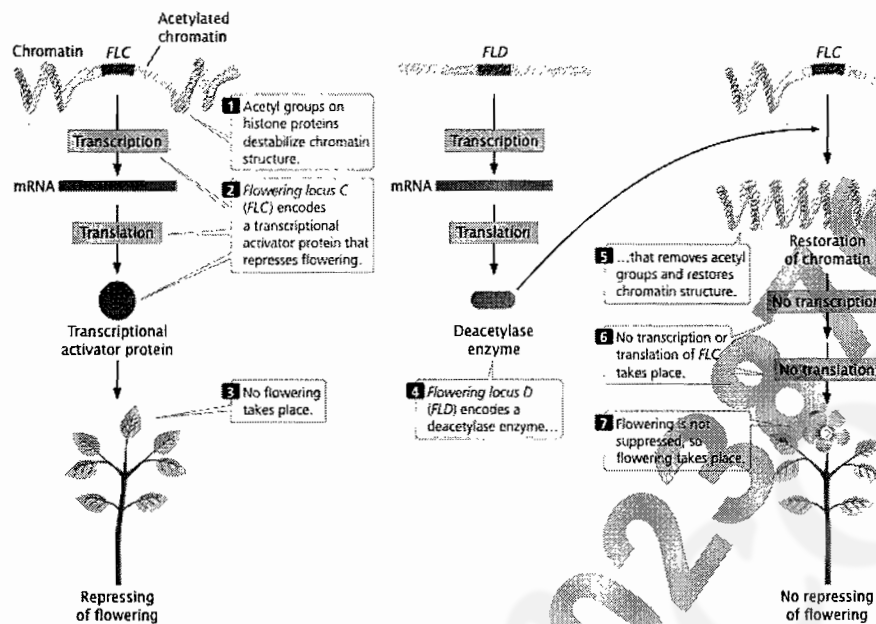 Acetylated
chromatin
Chromatin
FLC
1 Acetyl groups on
histone proteins
destabilize chromatin
structure.
Transcription
mRNA
2 Flowering locus C
(FLC) encodes
a transcriptional
activator protein that
represses flowering.
Translation
Transcriptional
activator protein
3 No flowering
takes place.
Repressing
of flowering
FLD
Transcription
mRNA
Translation
Deacetylase
enzyme
4 Flowering locus D
(FLD) encodes a
deacetylase enzyme...
FLC
5 ...that removes acetyl
groups and restores
chromatin structure.
Restoration
of chromatin
No transcription
6 No transcription or
translation of FLC
takes place.
No translation
7 Flowering is not
suppressed, so
flowering takes place.
No repressing
of flowering